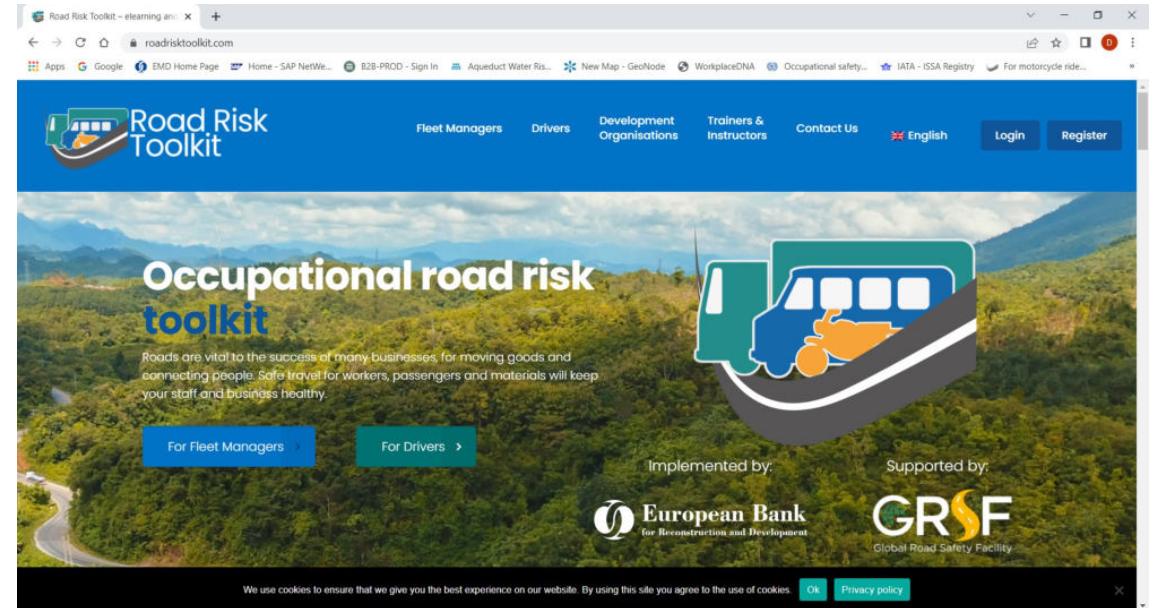 Road Risk Toolkit – elearning an
roadrisktoolkit.com
Apps Google EMD Home Page Home - SAP NetWe... B2B-PROD - Sign In Aqueduct Water Ris... New Map - GeoNode WorkplaceDNA Occupational safety... IATA - ISSA Registry For motorcycle ride... »
Road Risk
Toolkit
Fleet Managers Drivers Development Organisations Trainers & Instructors Contact Us English Login Register
Occupational road risk
toolkit
Roads are vital to the success of many businesses, for moving goods and
connecting people. Safe travel for workers, passengers and materials will keep
your staff and business healthy.
For Fleet Managers > For Drivers >
Implemented by: Supported by:
European Bank
for Reconstruction and Development
GRSF
Global Road Safety Facility
We use cookies to ensure that we give you the best experience on our website. By using this site you agree to the use of cookies. Ok Privacy policy